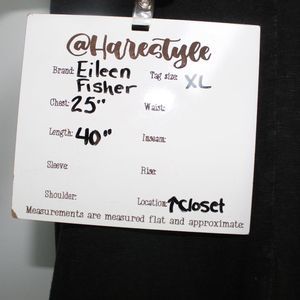 @Harestyle
Brand: Eileen Fisher Tag size: XL
Chest: 25" Waist:
Length: 40" Inseam:
Sleeve: Rise:
Shoulder: Location: ↑Closet
Measurements are measured flat and approximate.